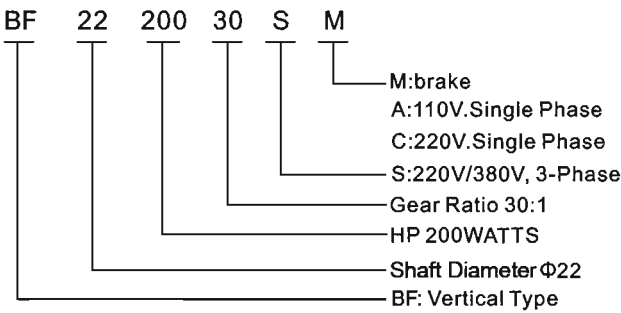 BF 22 200 30 S M
M:brake
A:110V.Single Phase
C:220V.Single Phase
S:220V/380V, 3-Phase
Gear Ratio 30:1
HP 200WATTS
Shaft Diameter Φ22
BF: Vertical Type